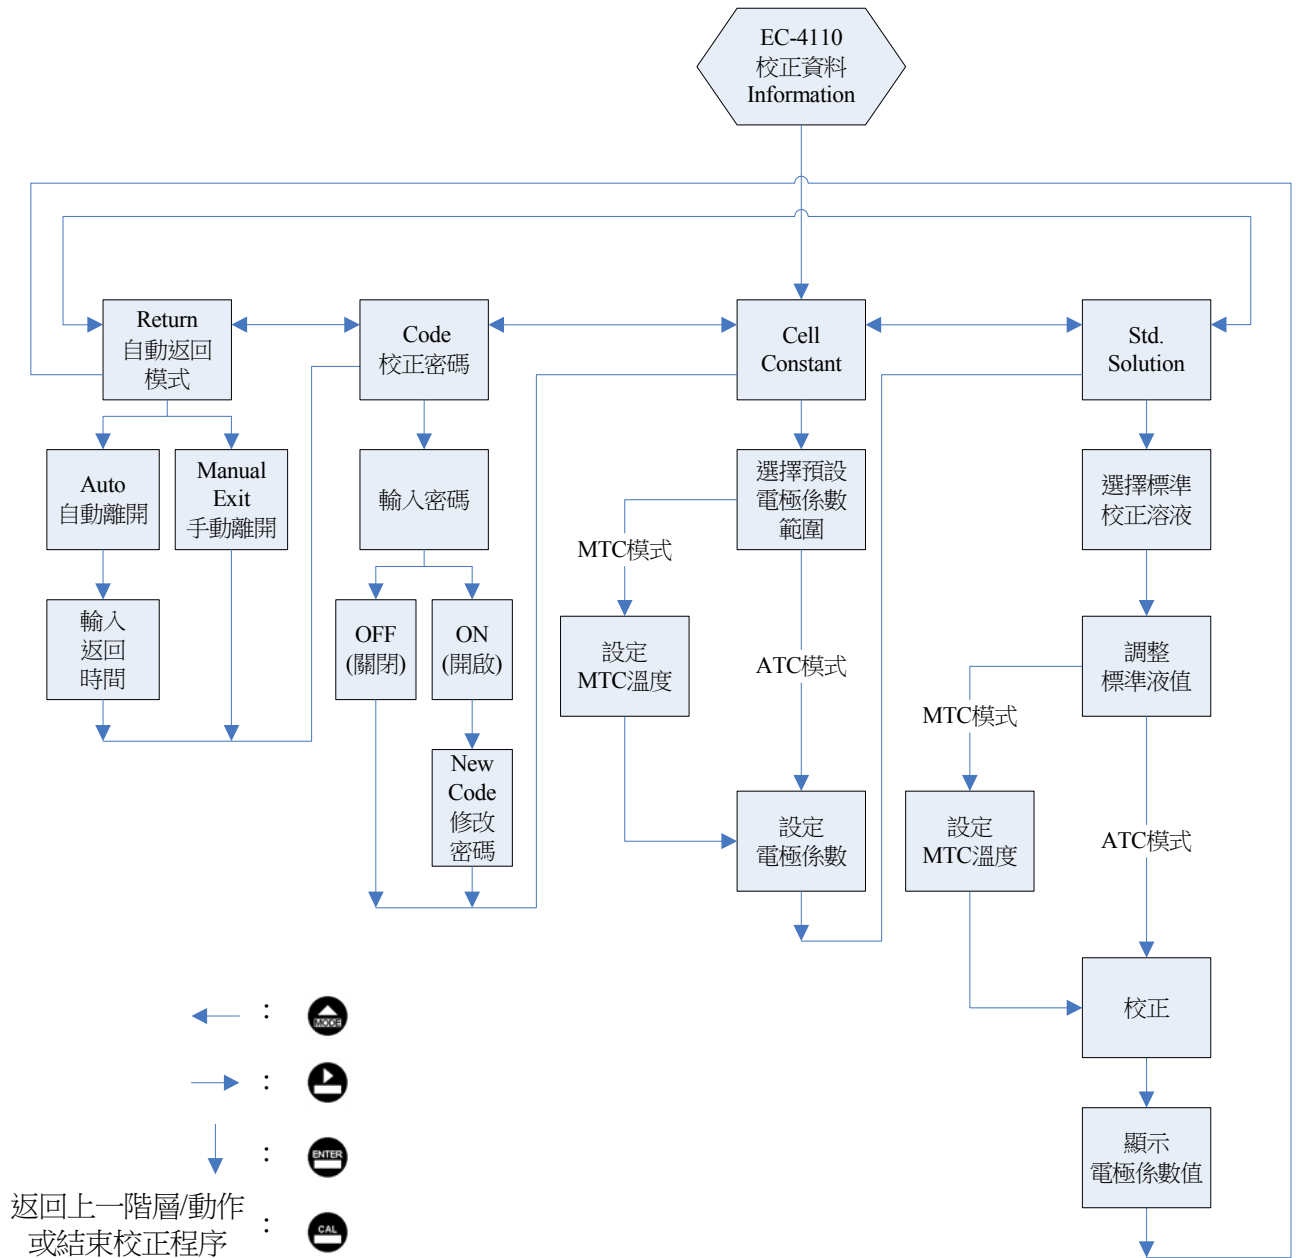 EC-4110
校正資料
Information
Return
自動返回
模式
Code
校正密碼
Cell
Constant
Std.
Solution
Auto
自動離開
Manual
Exit
手動離開
輸入密碼
選擇預設
電極係數
範圍
選擇標準
校正溶液
MTC模式
輸入
返回
時間
OFF
(關閉)
ON
(開啟)
設定
MTC溫度
ATC模式
調整
標準液值
MTC模式
New
Code
修改
密碼
設定
電極係數
設定
MTC溫度
ATC模式
校正
顯示
電極係數值
:
MODE
:
:
ENTER
返回上一階層/動作
或結束校正程序
:
CAL